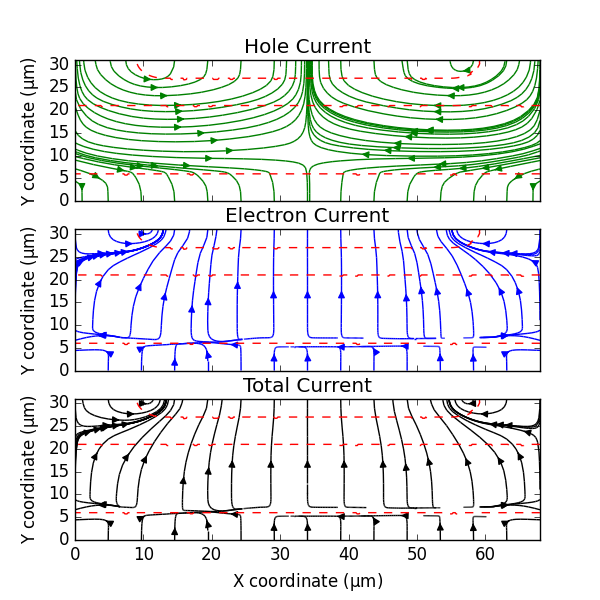 Hole Current
Y coordinate (μm)
30
25
20
15
10
5
0
Electron Current
Y coordinate (μm)
30
25
20
15
10
5
0
Total Current
Y coordinate (μm)
30
25
20
15
10
5
0
0 10 20 30 40 50 60
X coordinate (μm)